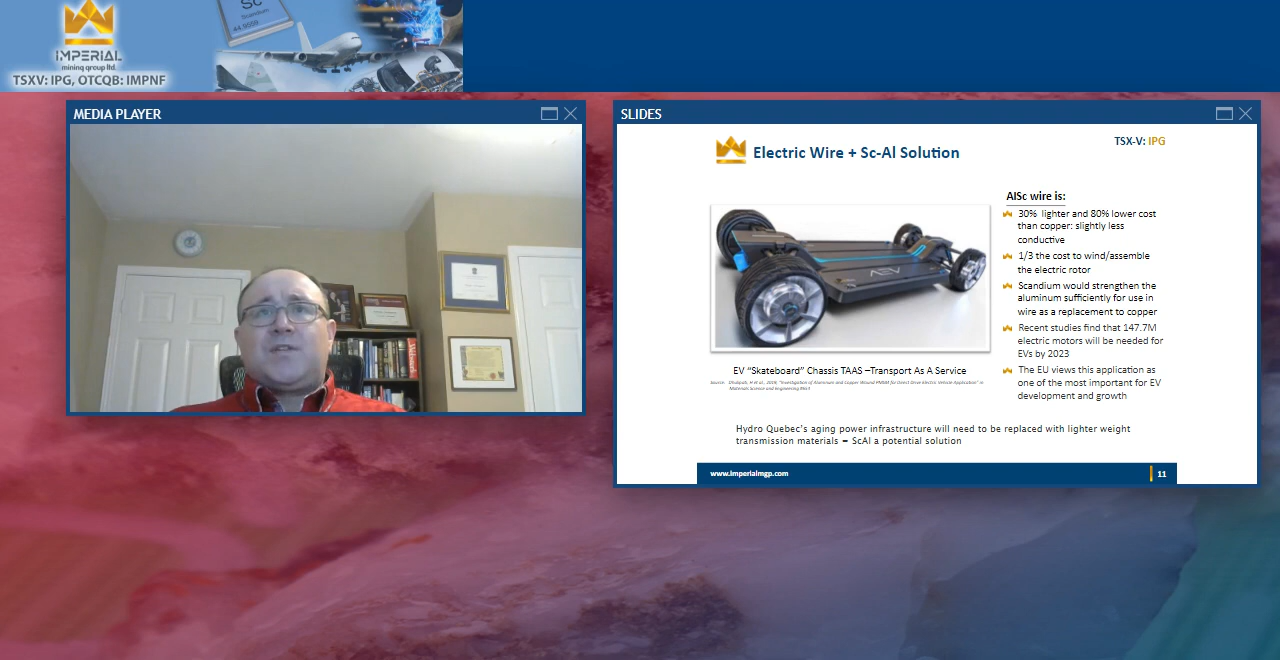 Sc
Scandium
44.9559
IMPERIAL
mining group ltd.
TSXV: IPG, OTCQB: IMPNF
MEDIA PLAYER
SLIDES
Electric Wire + Sc-Al Solution
TSX-V: IPG
AEV
EV “Skateboard” Chassis TAAS –Transport As A Service
AlSc wire is:
30% lighter and 80% lower cost
than copper: slightly less
conductive
1/3 the cost to wind/assemble
the electric rotor
Scandium would strengthen the
aluminum sufficiently for use in
wire as a replacement to copper
Recent studies find that 147.7M
electric motors will be needed for
EVs by 2023
The EU views this application as
one of the most important for EV
development and growth
Hydro Quebec's aging power infrastructure will need to be replaced with lighter weight
transmission materials = ScAl a potential solution
www.imperialmgp.com
11